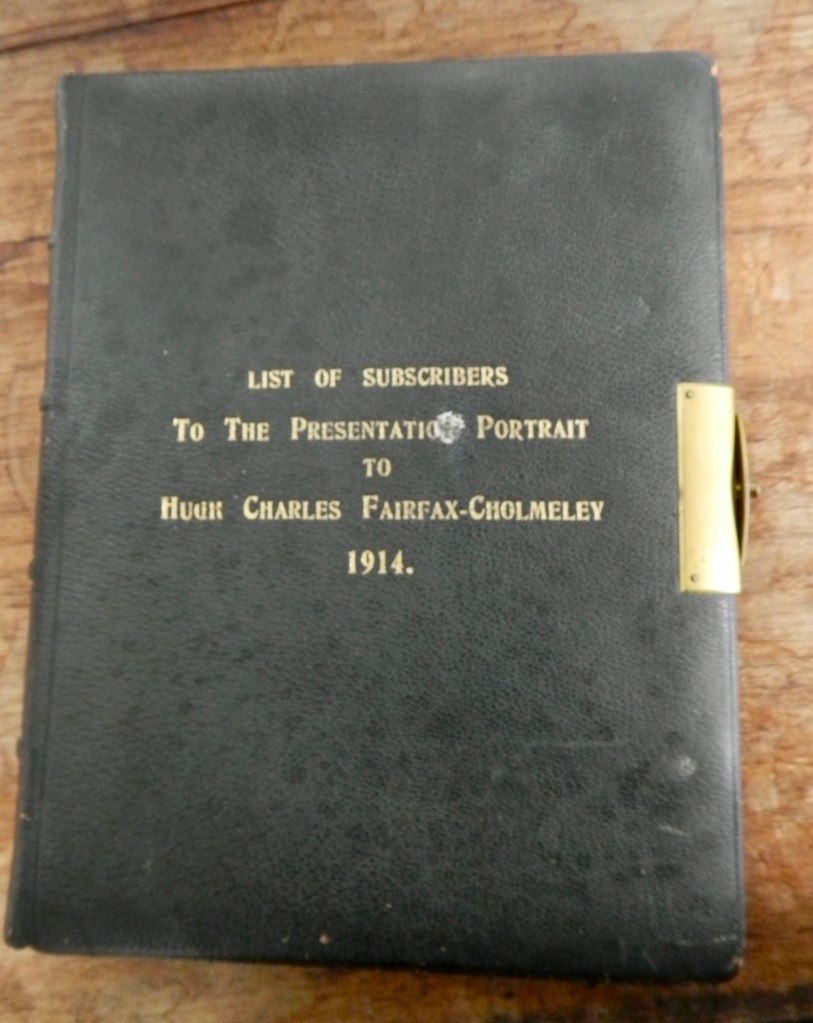 LIST OF SUBSCRIBERS
TO THE PRESENTATION PORTRAIT
TO
HUGH CHARLES FAIRFAX-CHOLMELEY
1914.